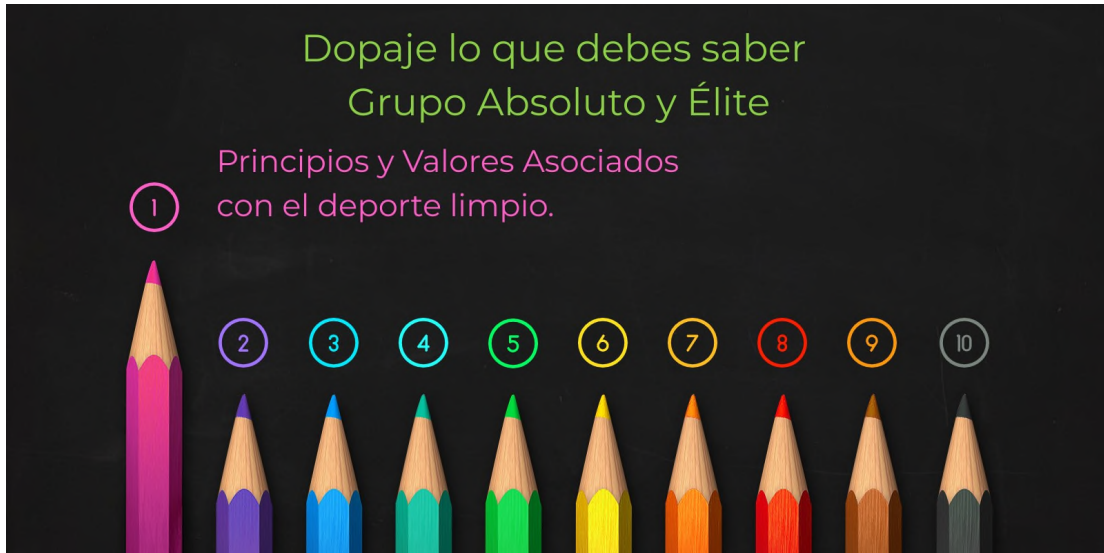 Dopaje lo que debes saber
Grupo Absoluto y Élite
Principios y Valores Asociados
con el deporte limpio.
1
2 3 4 5 6 7 8 9 10